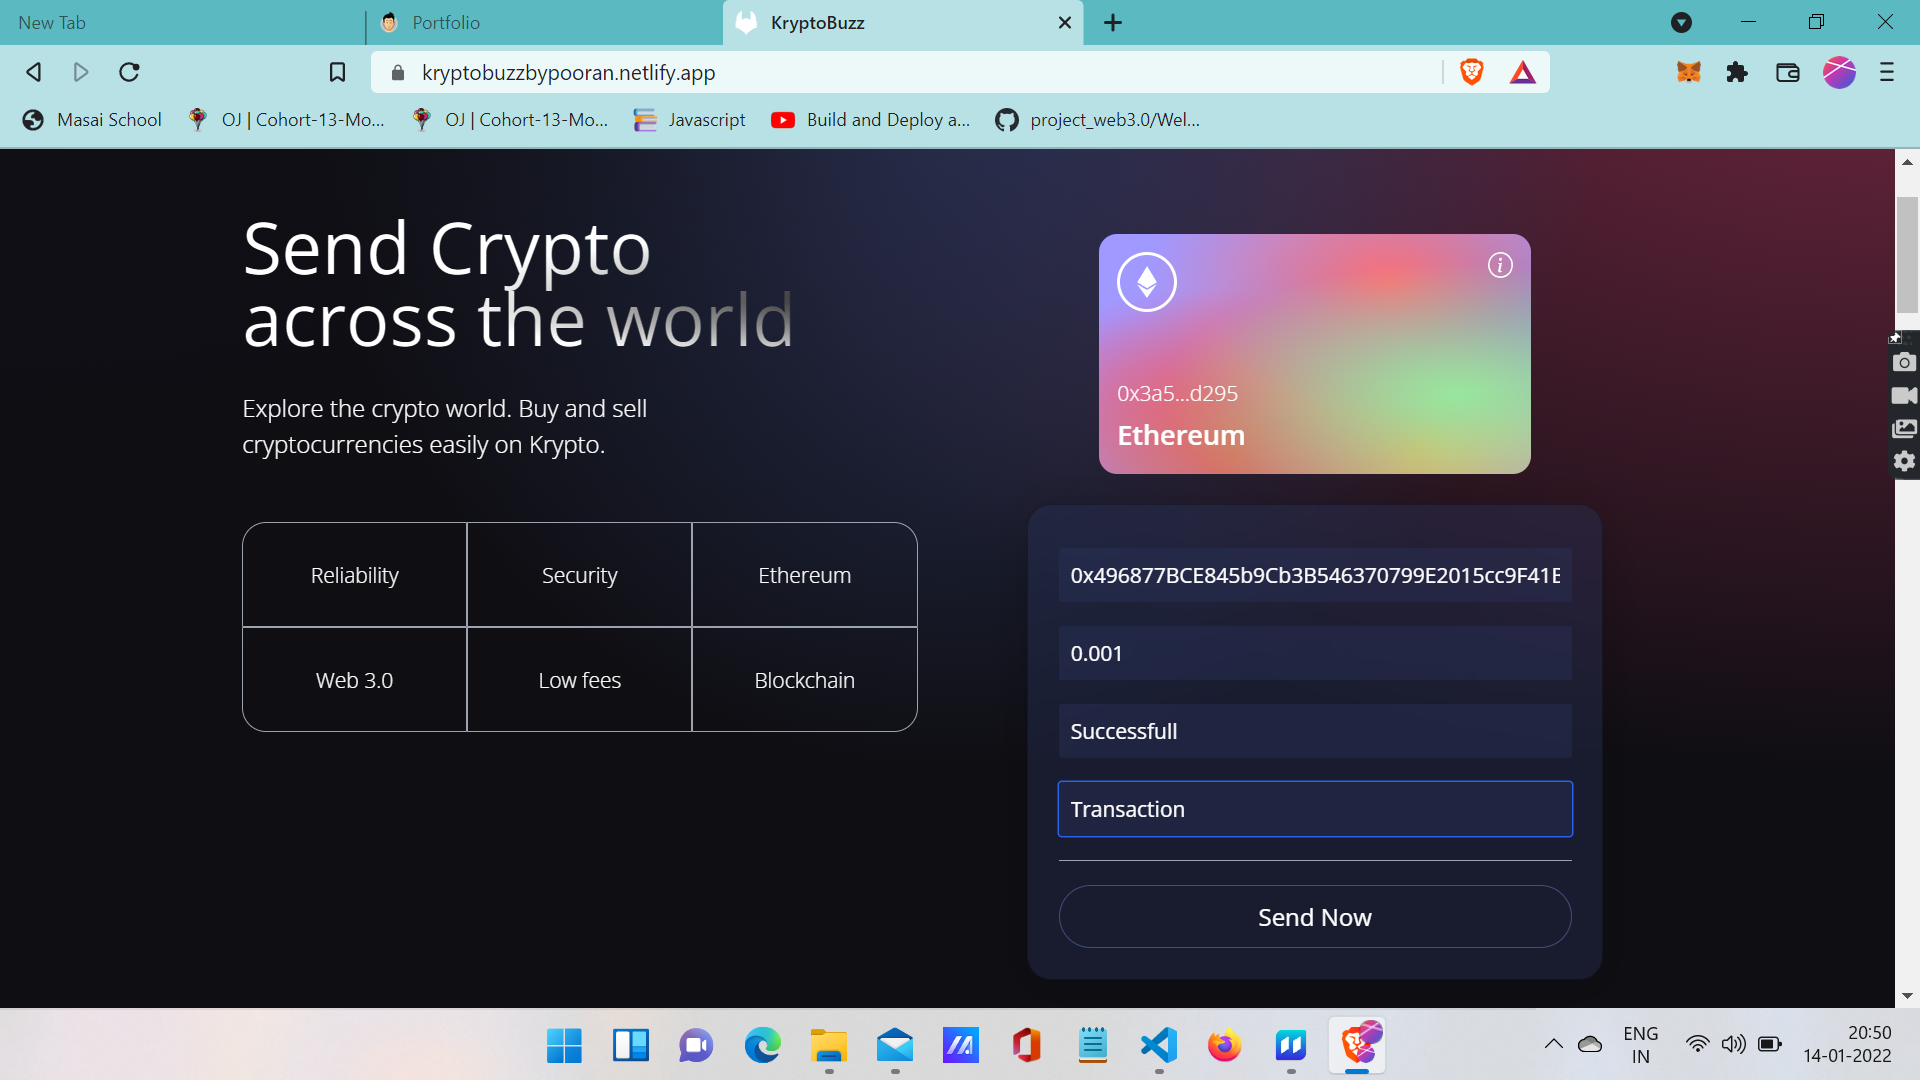 New Tab
Portfolio
KryptoBuzz
kryptobuzzbypooran.netlify.app
Masai School
OJ | Cohort-13-Mo...
OJ | Cohort-13-Mo...
Javascript
Build and Deploy a...
project_web3.0/Wel...
Send Crypto
across the world
Explore the crypto world. Buy and sell
cryptocurrencies easily on Krypto.
Reliability
Security
Ethereum
Web 3.0
Low fees
Blockchain
0x3a5...d295
Ethereum
0x496877BCE845b9Cb3B546370799E2015cc9F41E
0.001
Successfull
Transaction
Send Now
ENG
IN
20:50
14-01-2022